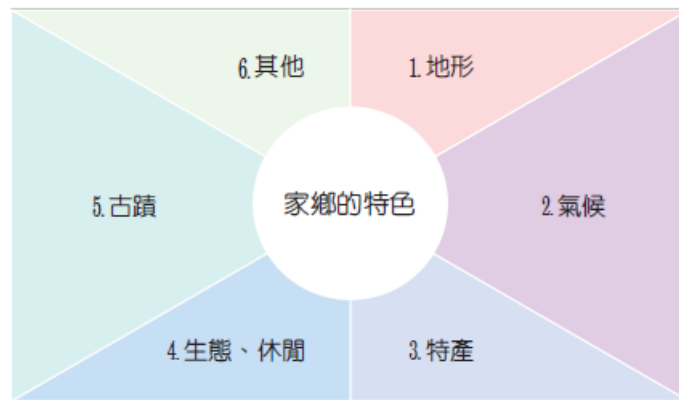 家鄉的特色
1.地形
2.氣候
3.特產
4.生態、休閒
5.古蹟
6.其他